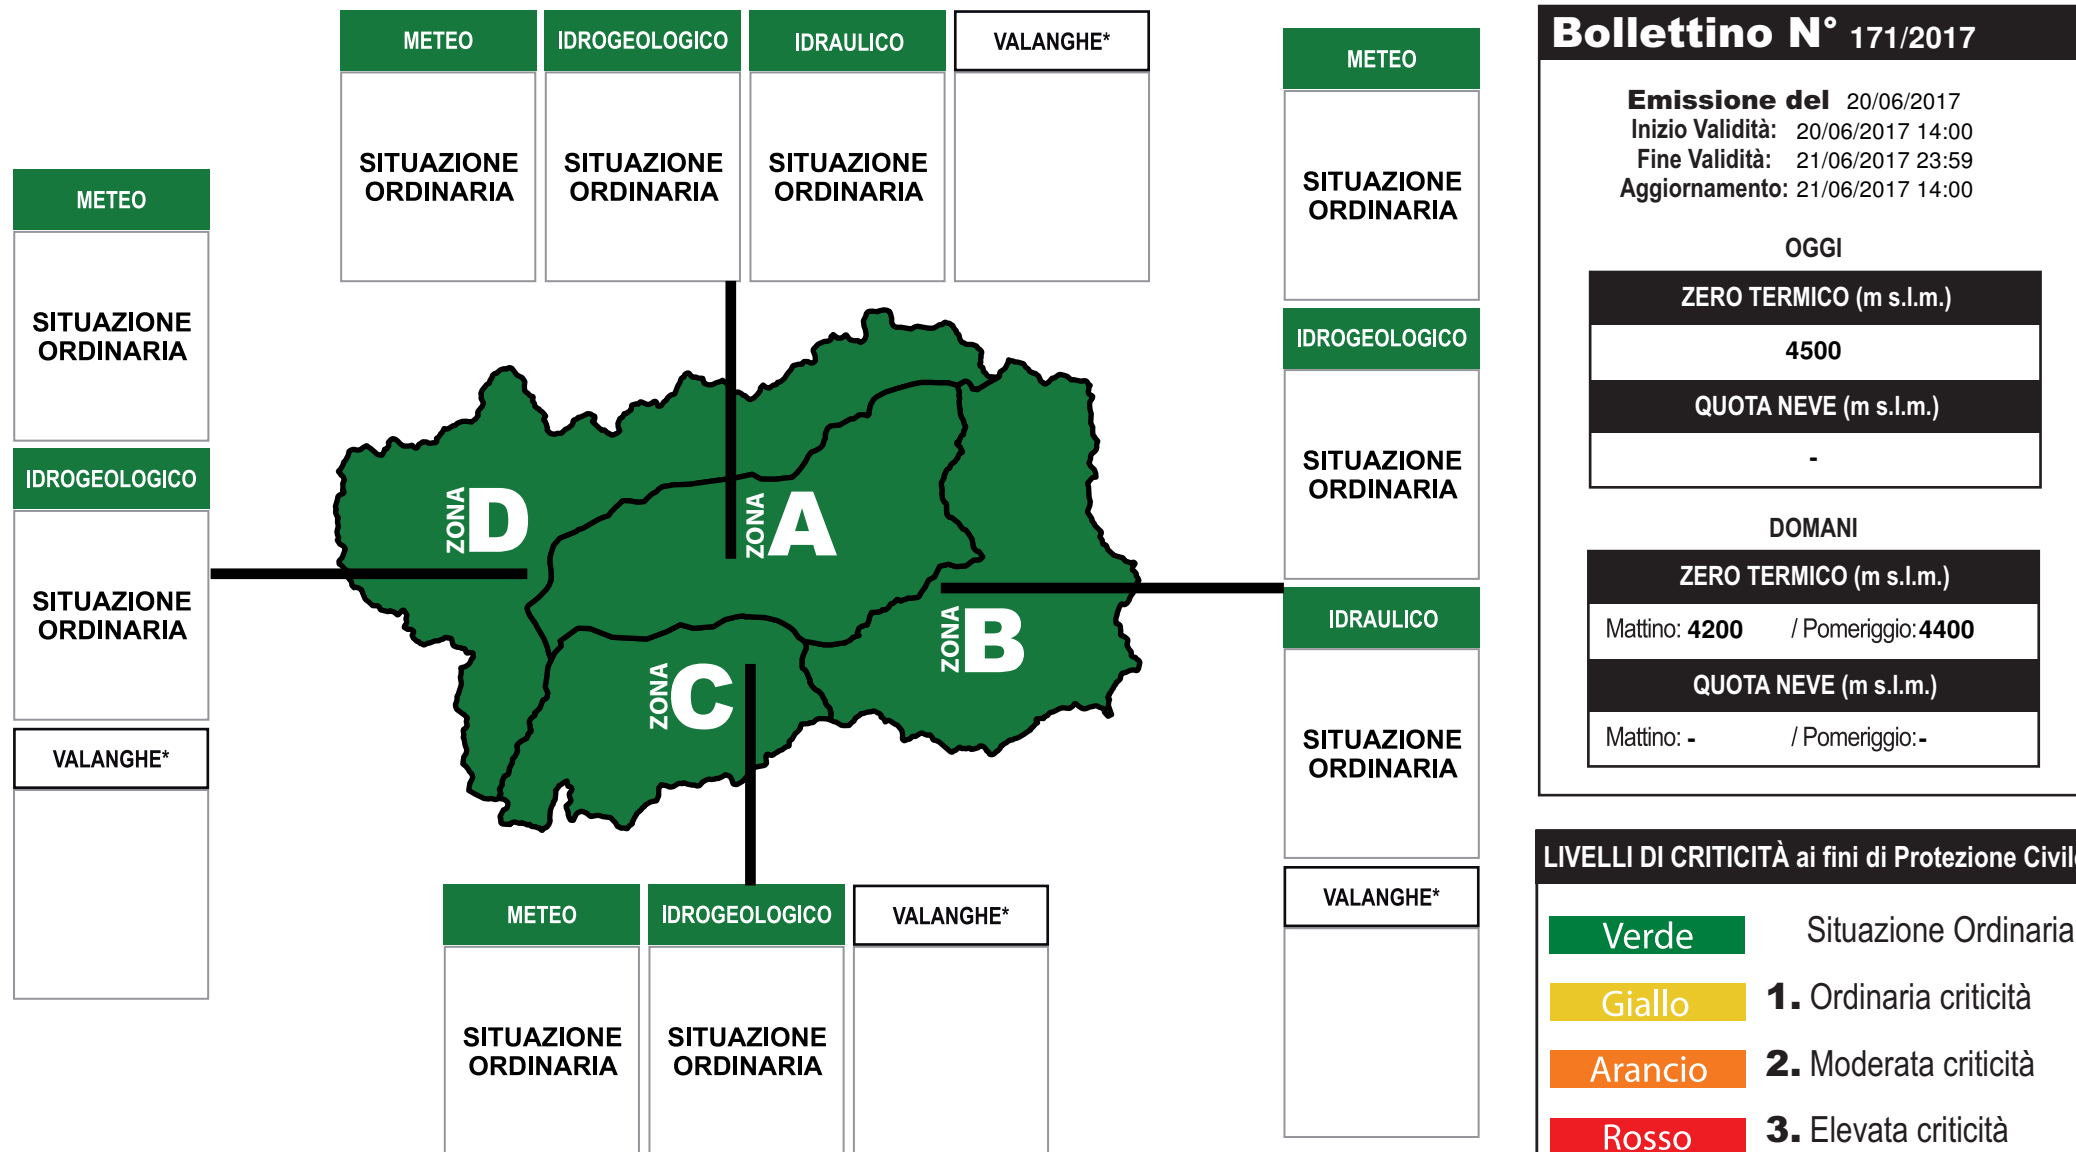 METEO IDROGEOLOGICO IDRAULICO VALANGHE*
SITUAZIONE ORDINARIA
SITUAZIONE ORDINARIA
SITUAZIONE ORDINARIA
METEO
SITUAZIONE
ORDINARIA
IDROGEOLOGICO
SITUAZIONE
ORDINARIA
VALANGHE*
ZONA D
ZONA A
ZONA B
ZONA C
METEO
SITUAZIONE
ORDINARIA
IDROGEOLOGICO
SITUAZIONE
ORDINARIA
IDRAULICO
SITUAZIONE
ORDINARIA
VALANGHE*
METEO IDROGEOLOGICO VALANGHE*
SITUAZIONE ORDINARIA
SITUAZIONE ORDINARIA
Bollettino N° 171/2017
Emissione del 20/06/2017
Inizio Validità: 20/06/2017 14:00
Fine Validità: 21/06/2017 23:59
Aggiornamento: 21/06/2017 14:00
OGGI
ZERO TERMICO (m s.l.m.)
4500
QUOTA NEVE (m s.l.m.)
-
DOMANI
ZERO TERMICO (m s.l.m.)
Mattino: 4200 / Pomeriggio: 4400
QUOTA NEVE (m s.l.m.)
Mattino: - / Pomeriggio: -
LIVELLI DI CRITICITÀ ai fini di Protezione Civile
Verde Situazione Ordinaria
Giallo 1. Ordinaria criticità
Arancio 2. Moderata criticità
Rosso 3. Elevata criticità